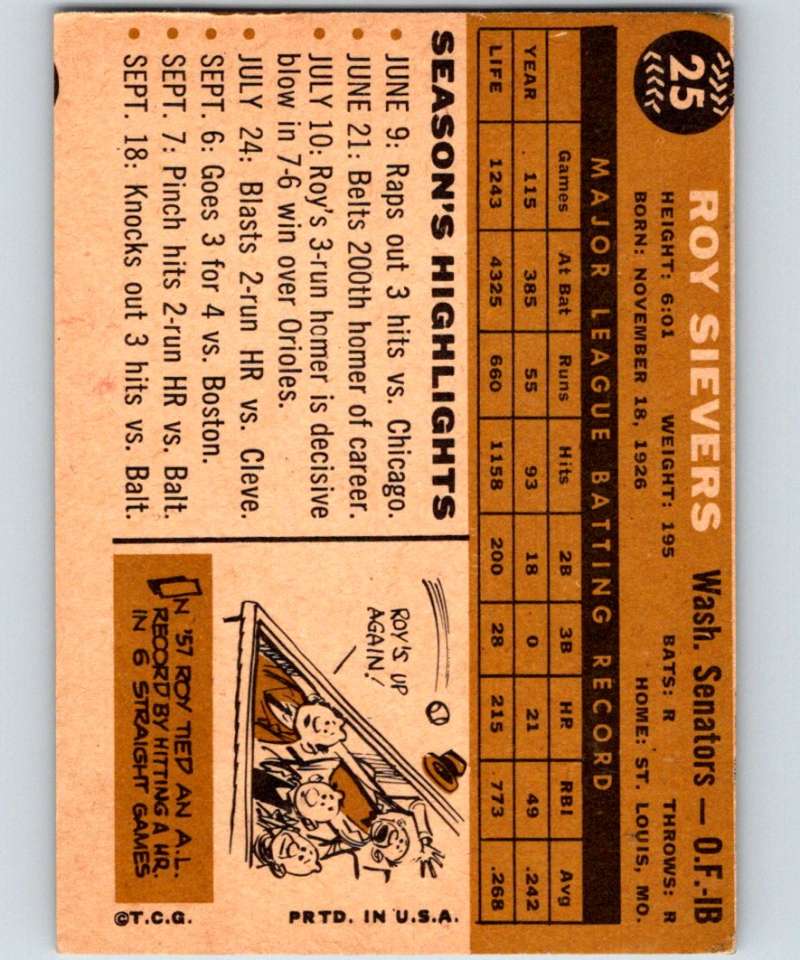 25
ROY SIEVERS Wash. Senators — O.F.-1B
HEIGHT: 6:01 WEIGHT: 195 BATS: R THROWS: R
BORN: NOVEMBER 18, 1926 HOME: ST. LOUIS, MO.
MAJOR LEAGUE BATTING RECORD
Games At Bat Runs Hits 2B 3B HR RBI Avg
YEAR 115 385 55 93 18 0 21 49 .242
LIFE 1243 4325 660 1158 200 28 215 773 .268
SEASON'S HIGHLIGHTS
• JUNE 9: Raps out 3 hits vs. Chicago.
• JUNE 21: Belts 200th homer of career.
• JULY 10: Roy's 3-run homer is decisive
blow in 7-6 win over Orioles.
• JULY 24: Blasts 2-run HR vs. Cleve.
• SEPT. 6: Goes 3 for 4 vs. Boston.
• SEPT. 7: Pinch hits 2-run HR vs. Balt.
• SEPT. 18: Knocks out 3 hits vs. Balt.
ROY'S UP
AGAIN!
IN '57 ROY TIED AN A.L.
RECORD BY HITTING A HR.
IN 6 STRAIGHT GAMES
©T.C.G. PRTD. IN U.S.A.